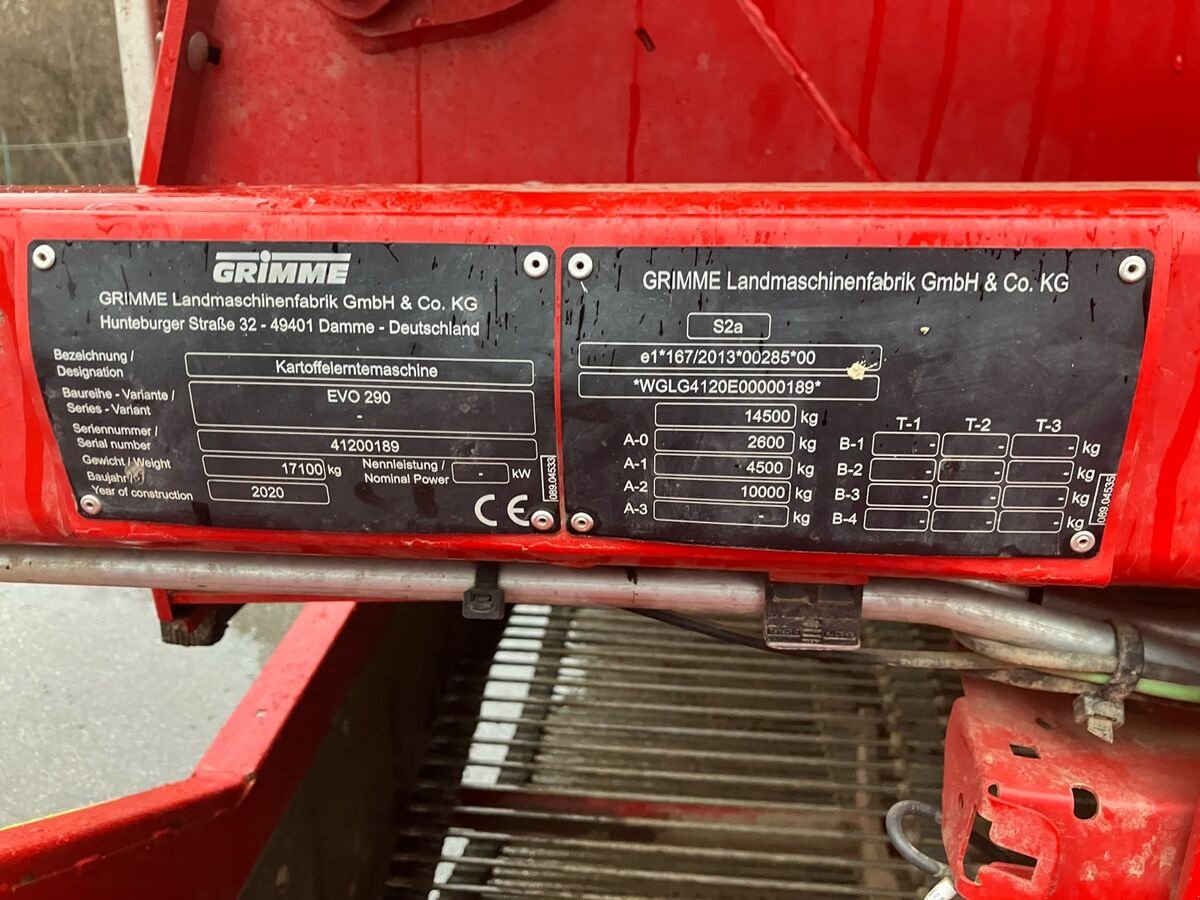 GRIMME
GRIMME Landmaschinenfabrik GmbH & Co. KG
Hunteburger Straße 32 - 49401 Damme - Deutschland
Bezeichnung /
Designation
Kartoffelerntemaschine
Baureihe - Variante /
Series - Variant
EVO 290
-
Seriennummer /
Serial number
41200189
Gewicht / Weight
17100 kg
Nennleistung /
Nominal Power
- kW
Baujahr /
Year of construction
2020
CE
089.04533
GRIMME Landmaschinenfabrik GmbH & Co. KG
S2a
e1*167/2013*00285*00
*WGLG4120E00000189*
14500 kg
A-0 2600 kg
A-1 4500 kg
A-2 10000 kg
A-3 - kg
T-1 T-2 T-3
B-1 - - - kg
B-2 - - - kg
B-3 - - - kg
B-4 - - - kg
089.04535